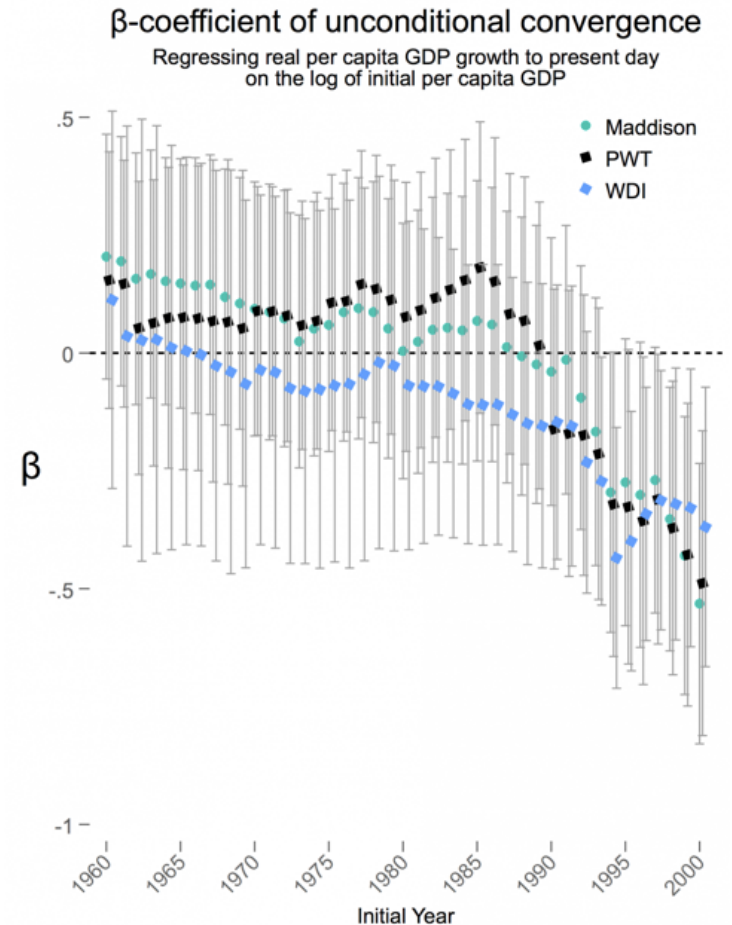 β-coefficient of unconditional convergence
Regressing real per capita GDP growth to present day
on the log of initial per capita GDP
.5
Maddison
PWT
WDI
0
β
-.5
-1
1960 1965 1970 1975 1980 1985 1990 1995 2000
Initial Year